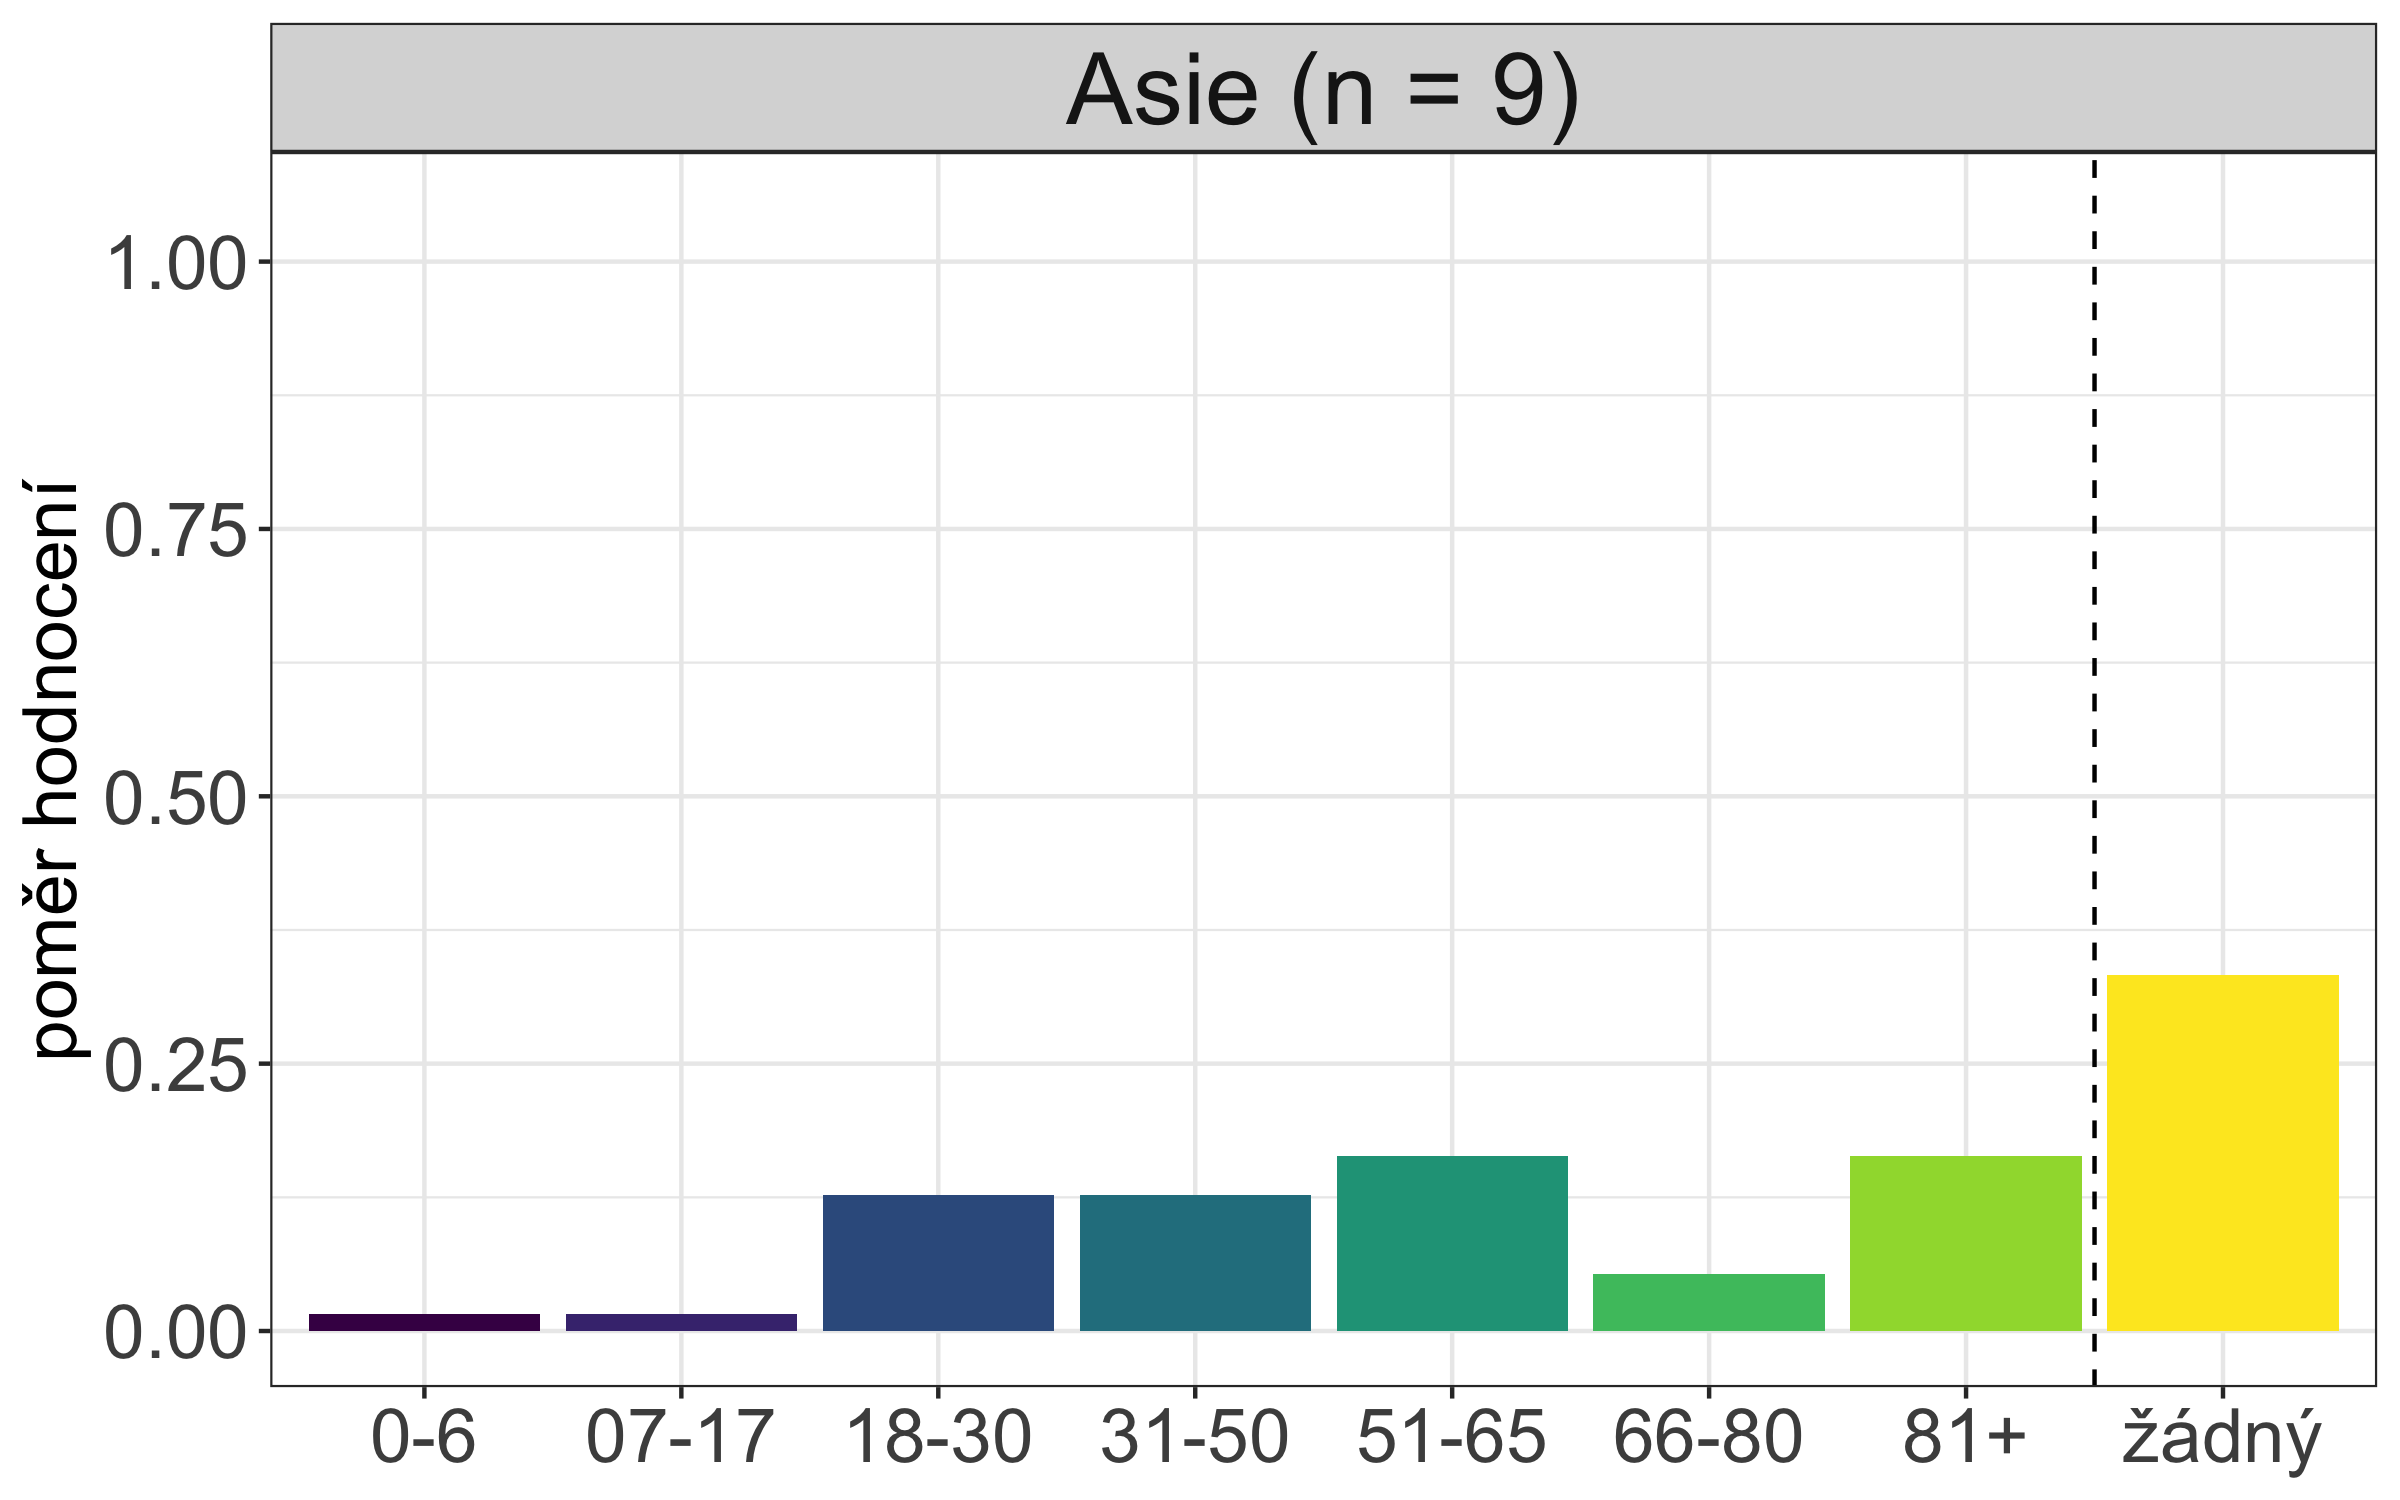 Asie (n = 9)
poměr hodnocení
1.00
0.75
0.50
0.25
0.00
0-6 07-17 18-30 31-50 51-65 66-80 81+ žádný